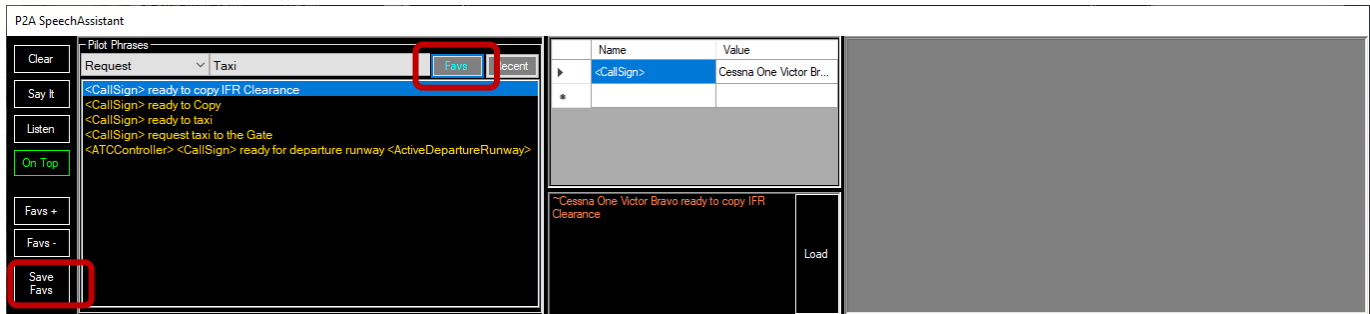 P2A SpeechAssistant
Clear
Say It
Listen
On Top
Favs +
Favs -
Save
Favs
Pilot Phrases
Request Taxi Favs Recent
<CallSign> ready to copy IFR Clearance
<CallSign> ready to Copy
<CallSign> ready to taxi
<CallSign> request taxi to the Gate
<ATCController> <CallSign> ready for departure runway <ActiveDepartureRunway>
Name Value
<CallSign> Cessna One Victor Br...
~Cessna One Victor Bravo ready to copy IFR
Clearance
Load